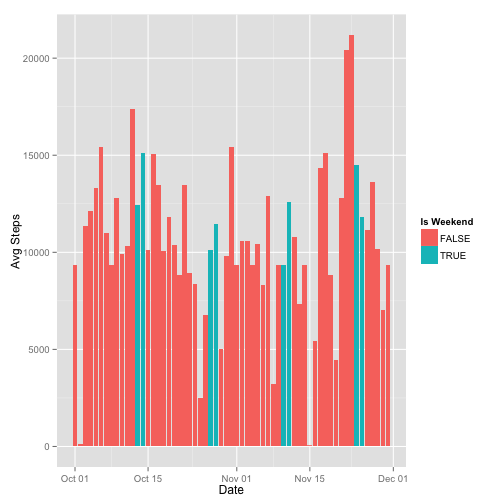 20000
15000
10000
5000
0
Avg Steps
Oct 01
Oct 15
Nov 01
Nov 15
Dec 01
Date
Is Weekend
FALSE
TRUE